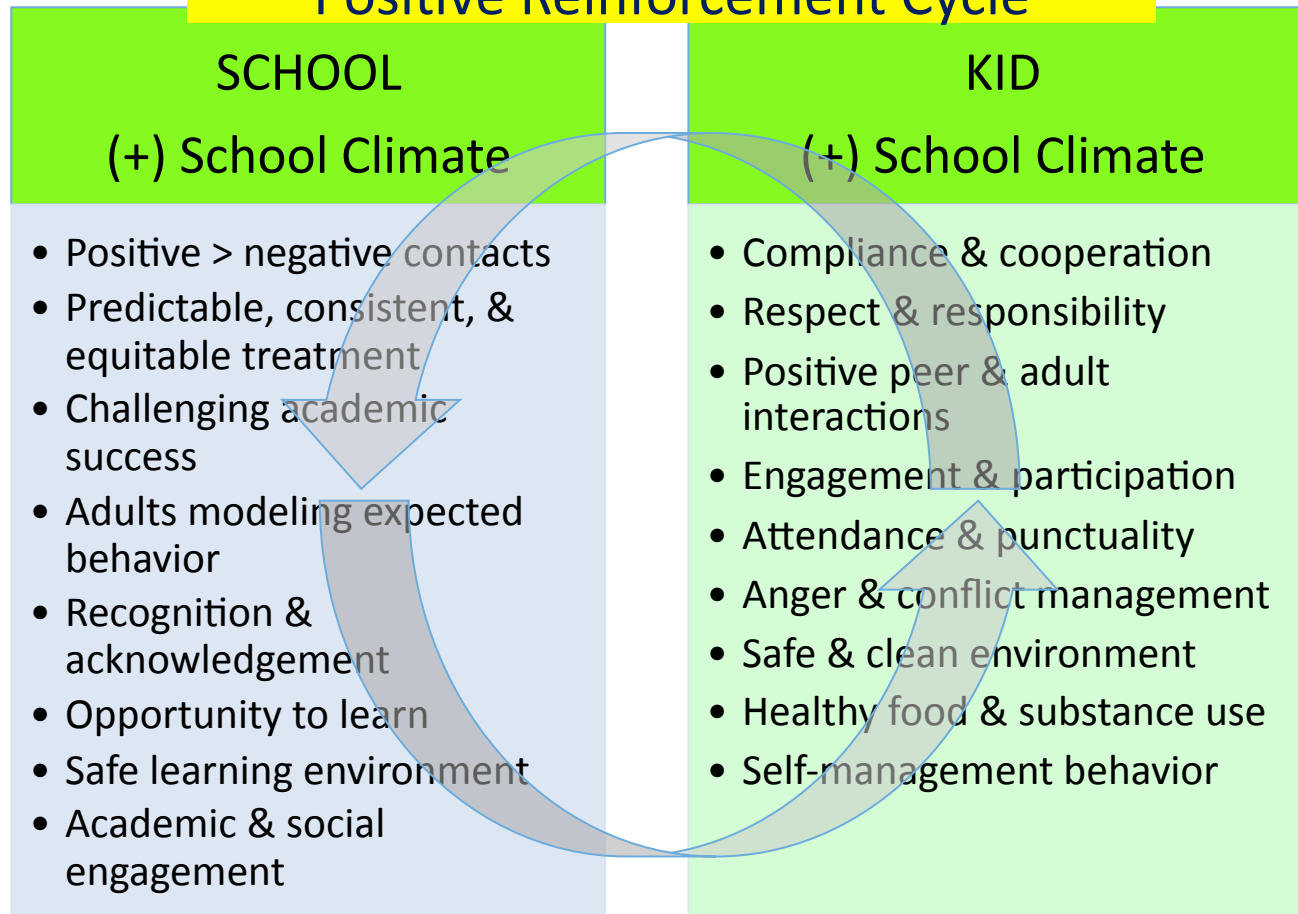 Positive Reinforcement Cycle
SCHOOL
(+) School Climate
• Positive > negative contacts
• Predictable, consistent, &
equitable treatment
• Challenging academic
success
• Adults modeling expected
behavior
• Recognition &
acknowledgement
• Opportunity to learn
• Safe learning environment
• Academic & social
engagement
KID
(+) School Climate
• Compliance & cooperation
• Respect & responsibility
• Positive peer & adult
interactions
• Engagement & participation
• Attendance & punctuality
• Anger & conflict management
• Safe & clean environment
• Healthy food & substance use
• Self-management behavior